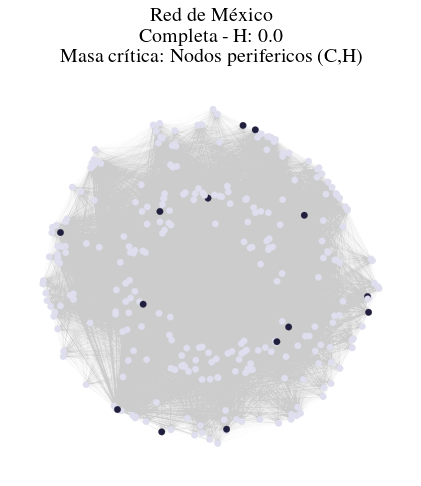 Red de México
Completa - H: 0.0
Masa crítica: Nodos perifericos (C,H)